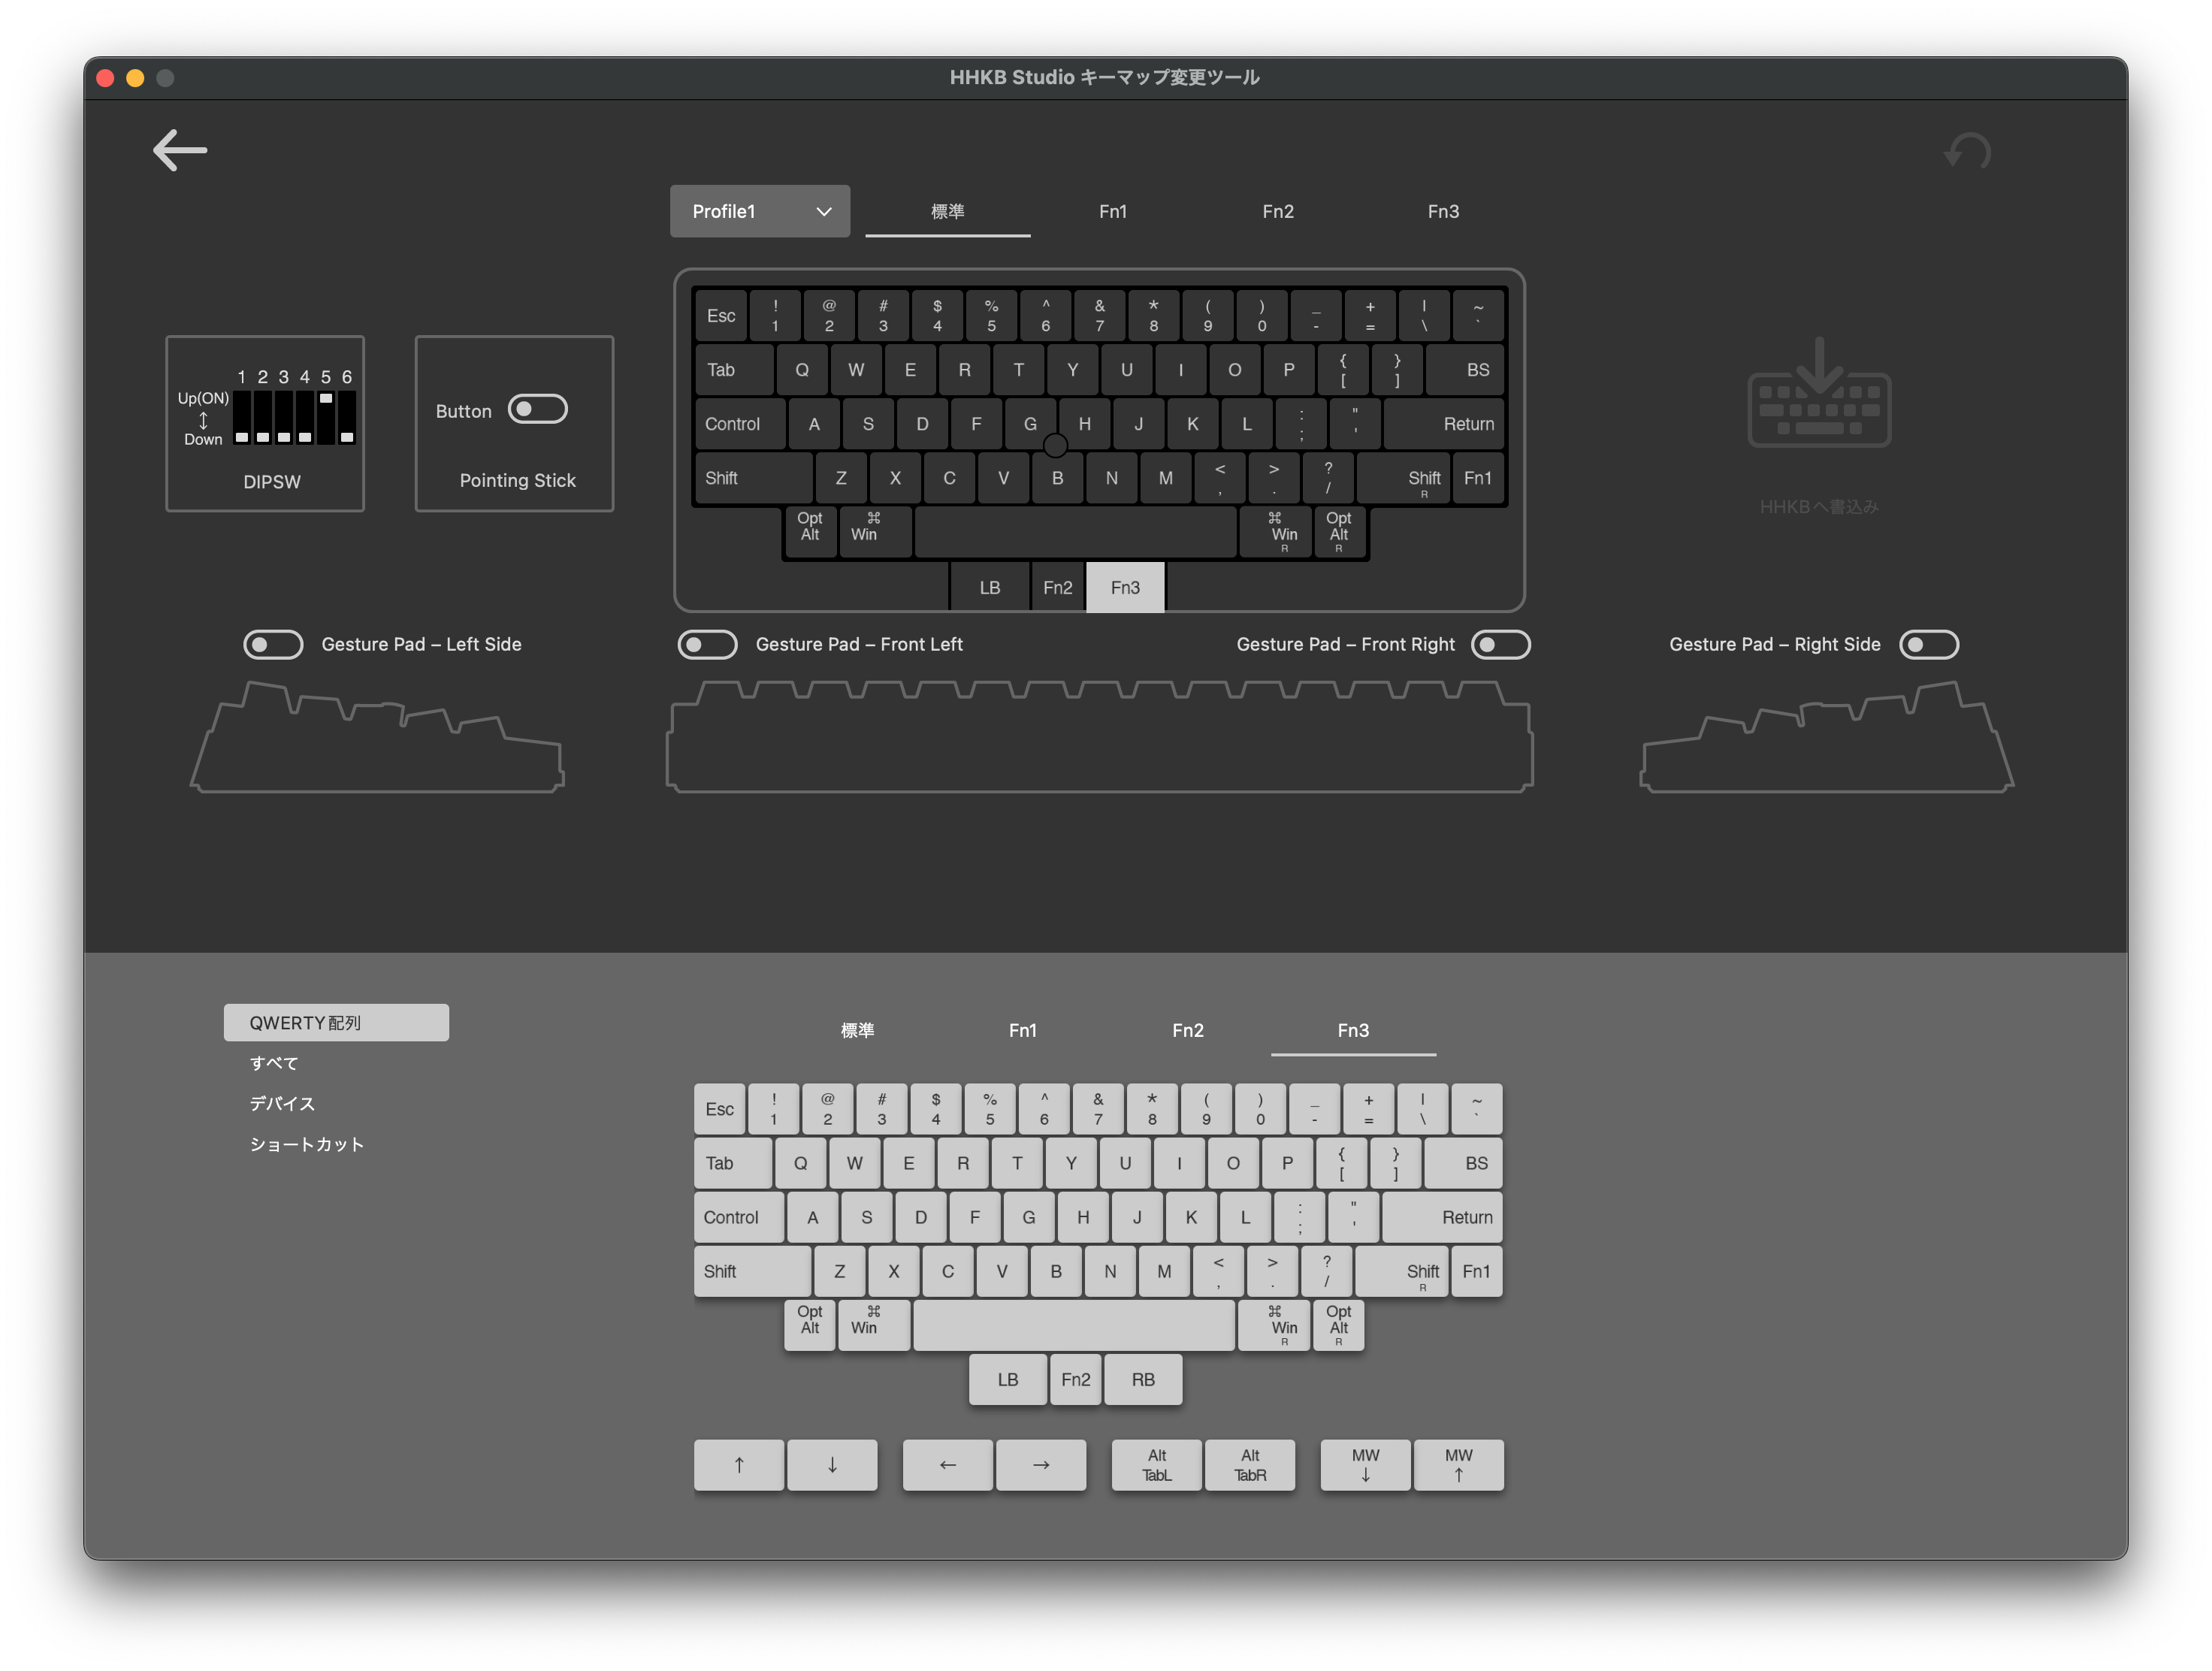 HHKB Studio キーマップ変更ツール
Profile1 標準 Fn1 Fn2 Fn3
1 2 3 4 5 6
Up(ON)
↕
Down
DIPSW
Button
Pointing Stick
Esc ! 1 @ 2 # 3 $ 4 % 5 ^ 6 & 7 * 8 ( 9 ) 0 _ - + = | \ ~ `
Tab Q W E R T Y U I O P { [ } ] BS
Control A S D F G H J K L : ; " ' Return
Shift Z X C V B N M < , > . ? / Shift R Fn1
Opt Alt ⌘ Win ⌘ Win R Opt Alt R
LB Fn2 Fn3
HHKBへ書込み
Gesture Pad – Left Side
Gesture Pad – Front Left
Gesture Pad – Front Right
Gesture Pad – Right Side
QWERTY配列
すべて
デバイス
ショートカット
標準 Fn1 Fn2 Fn3
Esc ! 1 @ 2 # 3 $ 4 % 5 ^ 6 & 7 * 8 ( 9 ) 0 _ - + = | \ ~ `
Tab Q W E R T Y U I O P { [ } ] BS
Control A S D F G H J K L : ; " ' Return
Shift Z X C V B N M < , > . ? / Shift R Fn1
Opt Alt ⌘ Win ⌘ Win R Opt Alt R
LB Fn2 RB
↑ ↓ ← → Alt TabL Alt TabR MW ↓ MW ↑